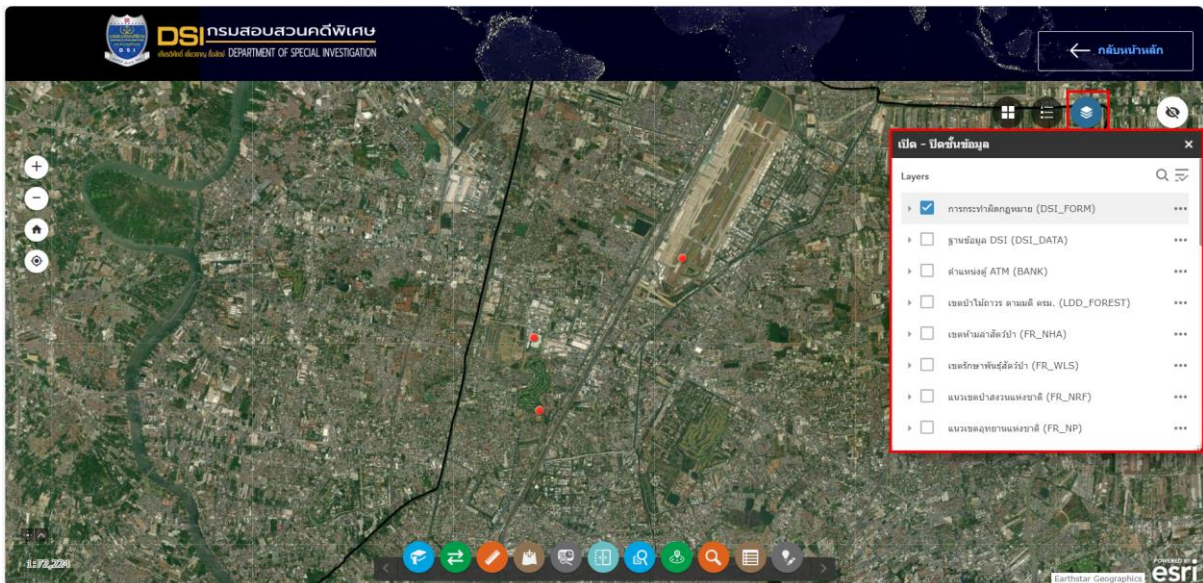 DSI กรมสอบสวนคดีพิเศษ
DEPARTMENT OF SPECIAL INVESTIGATION
กลับหน้าหลัก
เปิด - ปิดชั้นข้อมูล
Layers
การกระทำผิดกฎหมาย (DSI_FORM)
ฐานข้อมูล DSI (DSI_DATA)
ตำแหน่งตู้ ATM (BANK)
เขตป่าไม้ถาวร ตามมติ ครม. (LDD_FOREST)
เขตห้ามล่าสัตว์ป่า (FR_NHA)
เขตรักษาพันธุ์สัตว์ป่า (FR_WLS)
แนวเขตป่าสงวนแห่งชาติ (FR_NRF)
แนวเขตอุทยานแห่งชาติ (FR_NP)
Earthstar Geographics
POWERED BY
esri